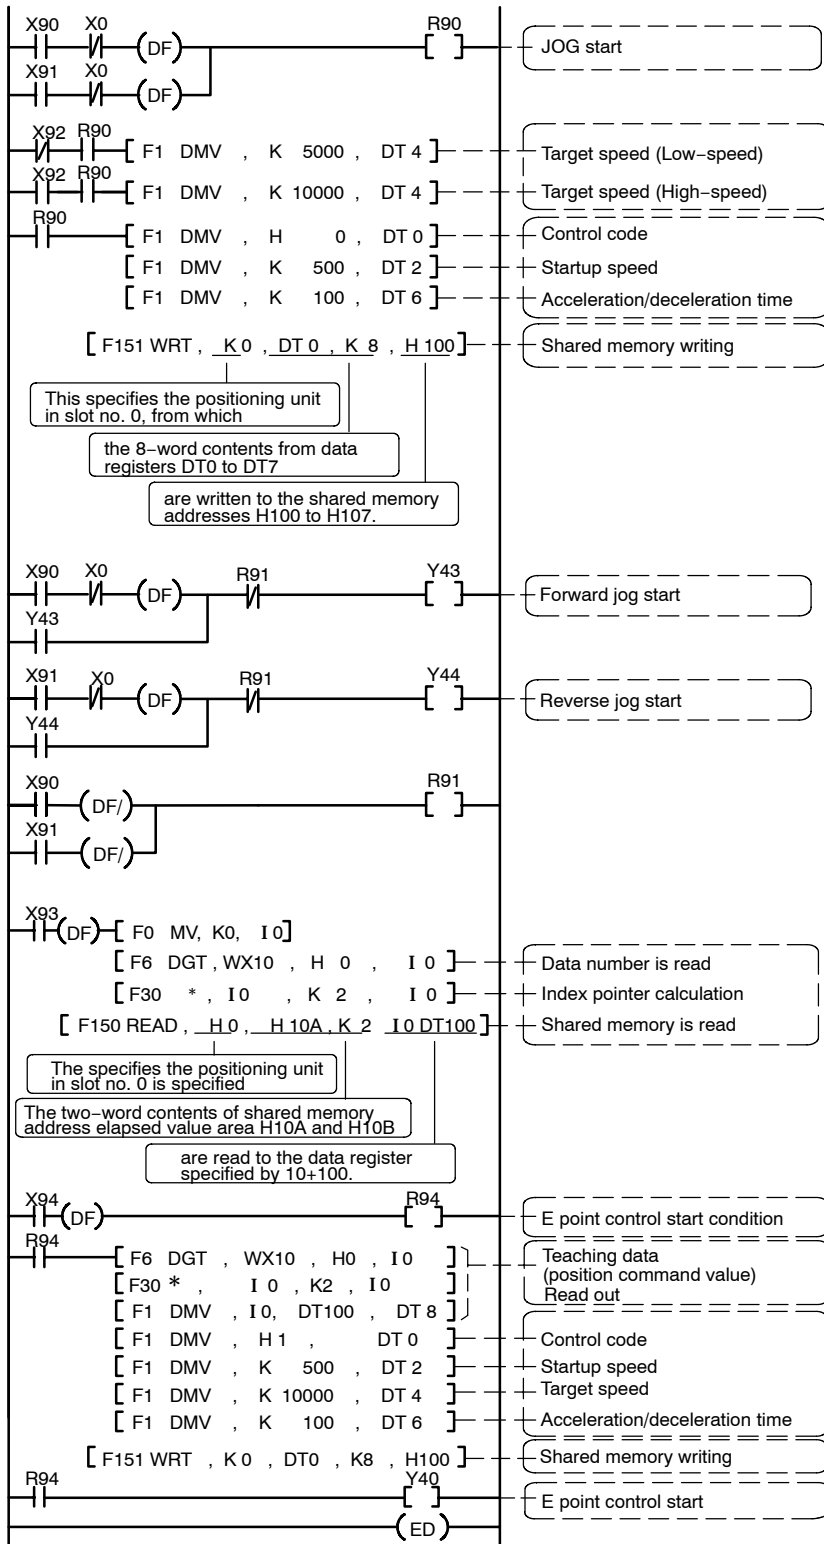 X90 X0 R90
(DF) [ ] JOG start
X91 X0
(DF)
X92 R90
[ F1 DMV , K 5000 , DT 4 ] Target speed (Low–speed)
X92 R90
[ F1 DMV , K 10000 , DT 4 ] Target speed (High–speed)
R90
[ F1 DMV , H 0 , DT 0 ] Control code
[ F1 DMV , K 500 , DT 2 ] Startup speed
[ F1 DMV , K 100 , DT 6 ] Acceleration/deceleration time
[ F151 WRT , K 0 , DT 0 , K 8 , H 100 ] Shared memory writing
This specifies the positioning unit
in slot no. 0, from which
the 8–word contents from data
registers DT0 to DT7
are written to the shared memory
addresses H100 to H107.
X90 X0 R91 Y43
(DF) [ ] Forward jog start
Y43
X91 X0 R91 Y44
(DF) [ ] Reverse jog start
Y44
X90 R91
(DF/) [ ]
X91
(DF/)
X93
(DF) [ F0 MV, K0, I 0 ]
[ F6 DGT , WX10 , H 0 , I 0 ] Data number is read
[ F30 * , I 0 , K 2 , I 0 ] Index pointer calculation
[ F150 READ , H 0 , H 10A , K 2 I 0 DT100 ] Shared memory is read
The specifies the positioning unit
in slot no. 0 is specified
The two–word contents of shared memory
address elapsed value area H10A and H10B
are read to the data register
specified by 10+100.
X94 R94
(DF) [ ] E point control start condition
R94
[ F6 DGT , WX10 , H0 , I 0 ] Teaching data
[ F30 * , I 0 , K2 , I 0 (position command value)
[ F1 DMV , I 0, DT100 , DT 8 ] Read out
[ F1 DMV , H 1 , DT 0 ] Control code
[ F1 DMV , K 500 , DT 2 ] Startup speed
[ F1 DMV , K 10000 , DT 4 ] Target speed
[ F1 DMV , K 100 , DT 6 ] Acceleration/deceleration time
[ F151 WRT , K 0 , DT0 , K8 , H100 ] Shared memory writing
R94 Y40
[ ] E point control start
(ED)